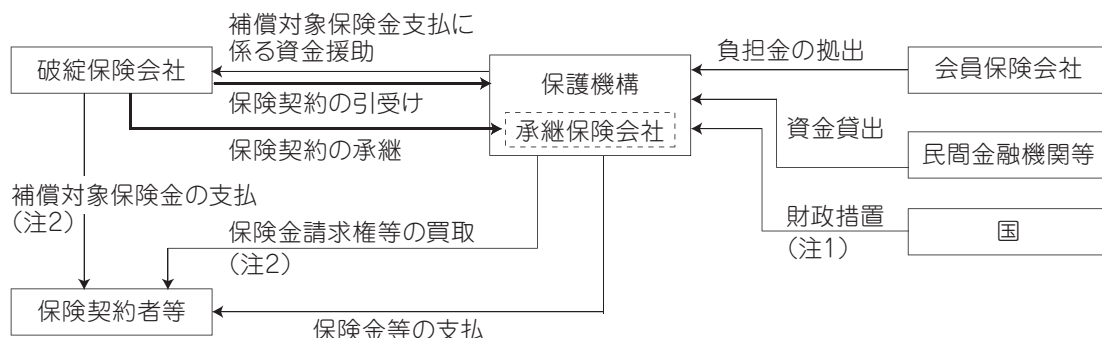 補償対象保険金支払に
係る資金援助
破綻保険会社
保険契約の引受け
保険契約の承継
保護機構
承継保険会社
負担金の拠出
会員保険会社
資金貸出
民間金融機関等
財政措置
(注1)
国
補償対象保険金の支払
(注2)
保険金請求権等の買取
(注2)
保険契約者等
保険金等の支払